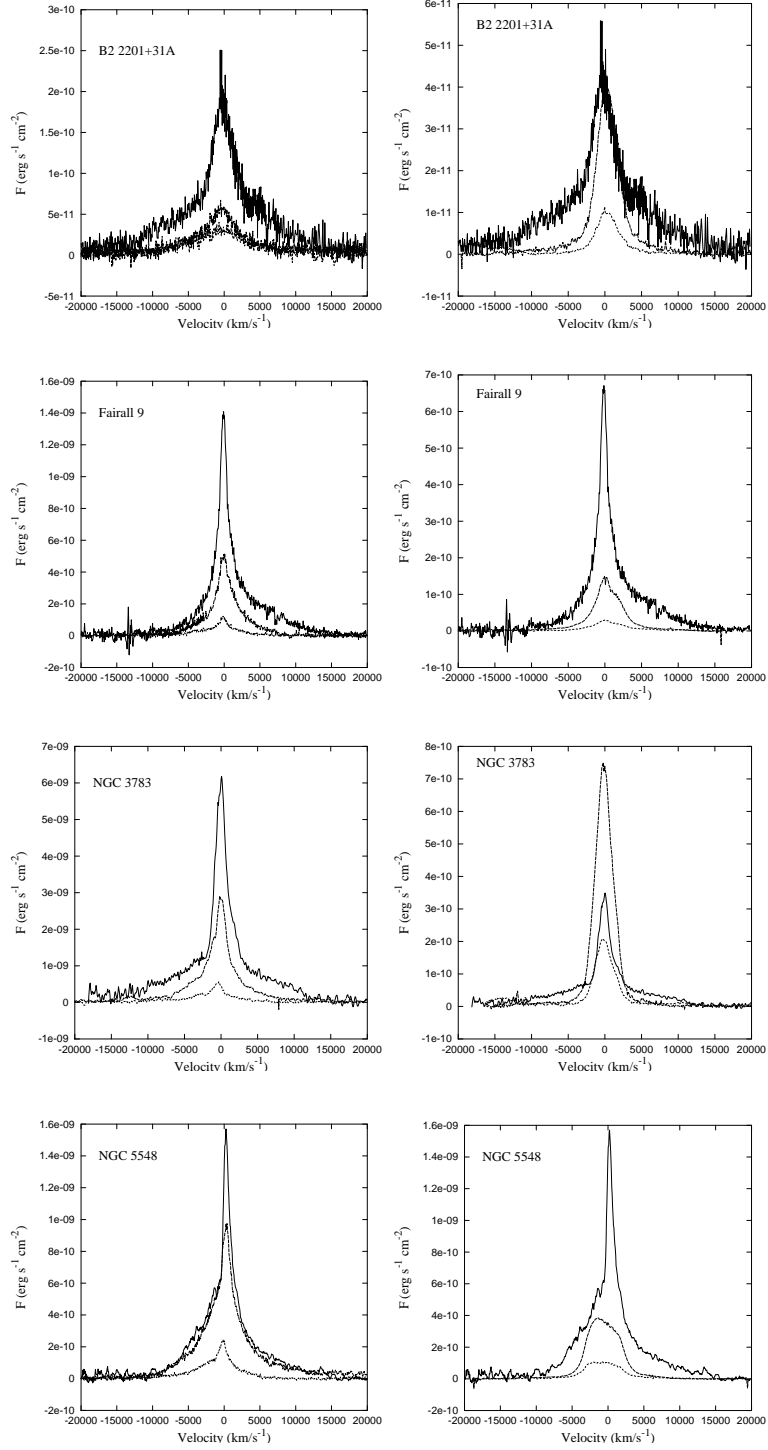 3e-10
2.5e-10
2e-10
1.5e-10
1e-10
5e-11
0
-5e-11
F (erg s⁻¹ cm⁻²)
B2 2201+31A
-20000 -15000 -10000 -5000 0 5000 10000 15000 20000
Velocity (km/s⁻¹)
6e-11
5e-11
4e-11
3e-11
2e-11
1e-11
0
-1e-11
F (erg s⁻¹ cm⁻²)
B2 2201+31A
-20000 -15000 -10000 -5000 0 5000 10000 15000 20000
Velocity (km/s⁻¹)
1.6e-09
1.4e-09
1.2e-09
1e-09
8e-10
6e-10
4e-10
2e-10
0
-2e-10
F (erg s⁻¹ cm⁻²)
Fairall 9
-20000 -15000 -10000 -5000 0 5000 10000 15000 20000
Velocity (km/s⁻¹)
7e-10
6e-10
5e-10
4e-10
3e-10
2e-10
1e-10
0
-1e-10
F (erg s⁻¹ cm⁻²)
Fairall 9
-20000 -15000 -10000 -5000 0 5000 10000 15000 20000
Velocity (km/s⁻¹)
7e-09
6e-09
5e-09
4e-09
3e-09
2e-09
1e-09
0
-1e-09
F (erg s⁻¹ cm⁻²)
NGC 3783
-20000 -15000 -10000 -5000 0 5000 10000 15000 20000
Velocity (km/s⁻¹)
8e-10
7e-10
6e-10
5e-10
4e-10
3e-10
2e-10
1e-10
0
-1e-10
F (erg s⁻¹ cm⁻²)
NGC 3783
-20000 -15000 -10000 -5000 0 5000 10000 15000 20000
Velocity (km/s⁻¹)
1.6e-09
1.4e-09
1.2e-09
1e-09
8e-10
6e-10
4e-10
2e-10
0
-2e-10
F (erg s⁻¹ cm⁻²)
NGC 5548
-20000 -15000 -10000 -5000 0 5000 10000 15000 20000
Velocity (km/s⁻¹)
1.6e-09
1.4e-09
1.2e-09
1e-09
8e-10
6e-10
4e-10
2e-10
0
-2e-10
F (erg s⁻¹ cm⁻²)
NGC 5548
-20000 -15000 -10000 -5000 0 5000 10000 15000 20000
Velocity (km/s⁻¹)